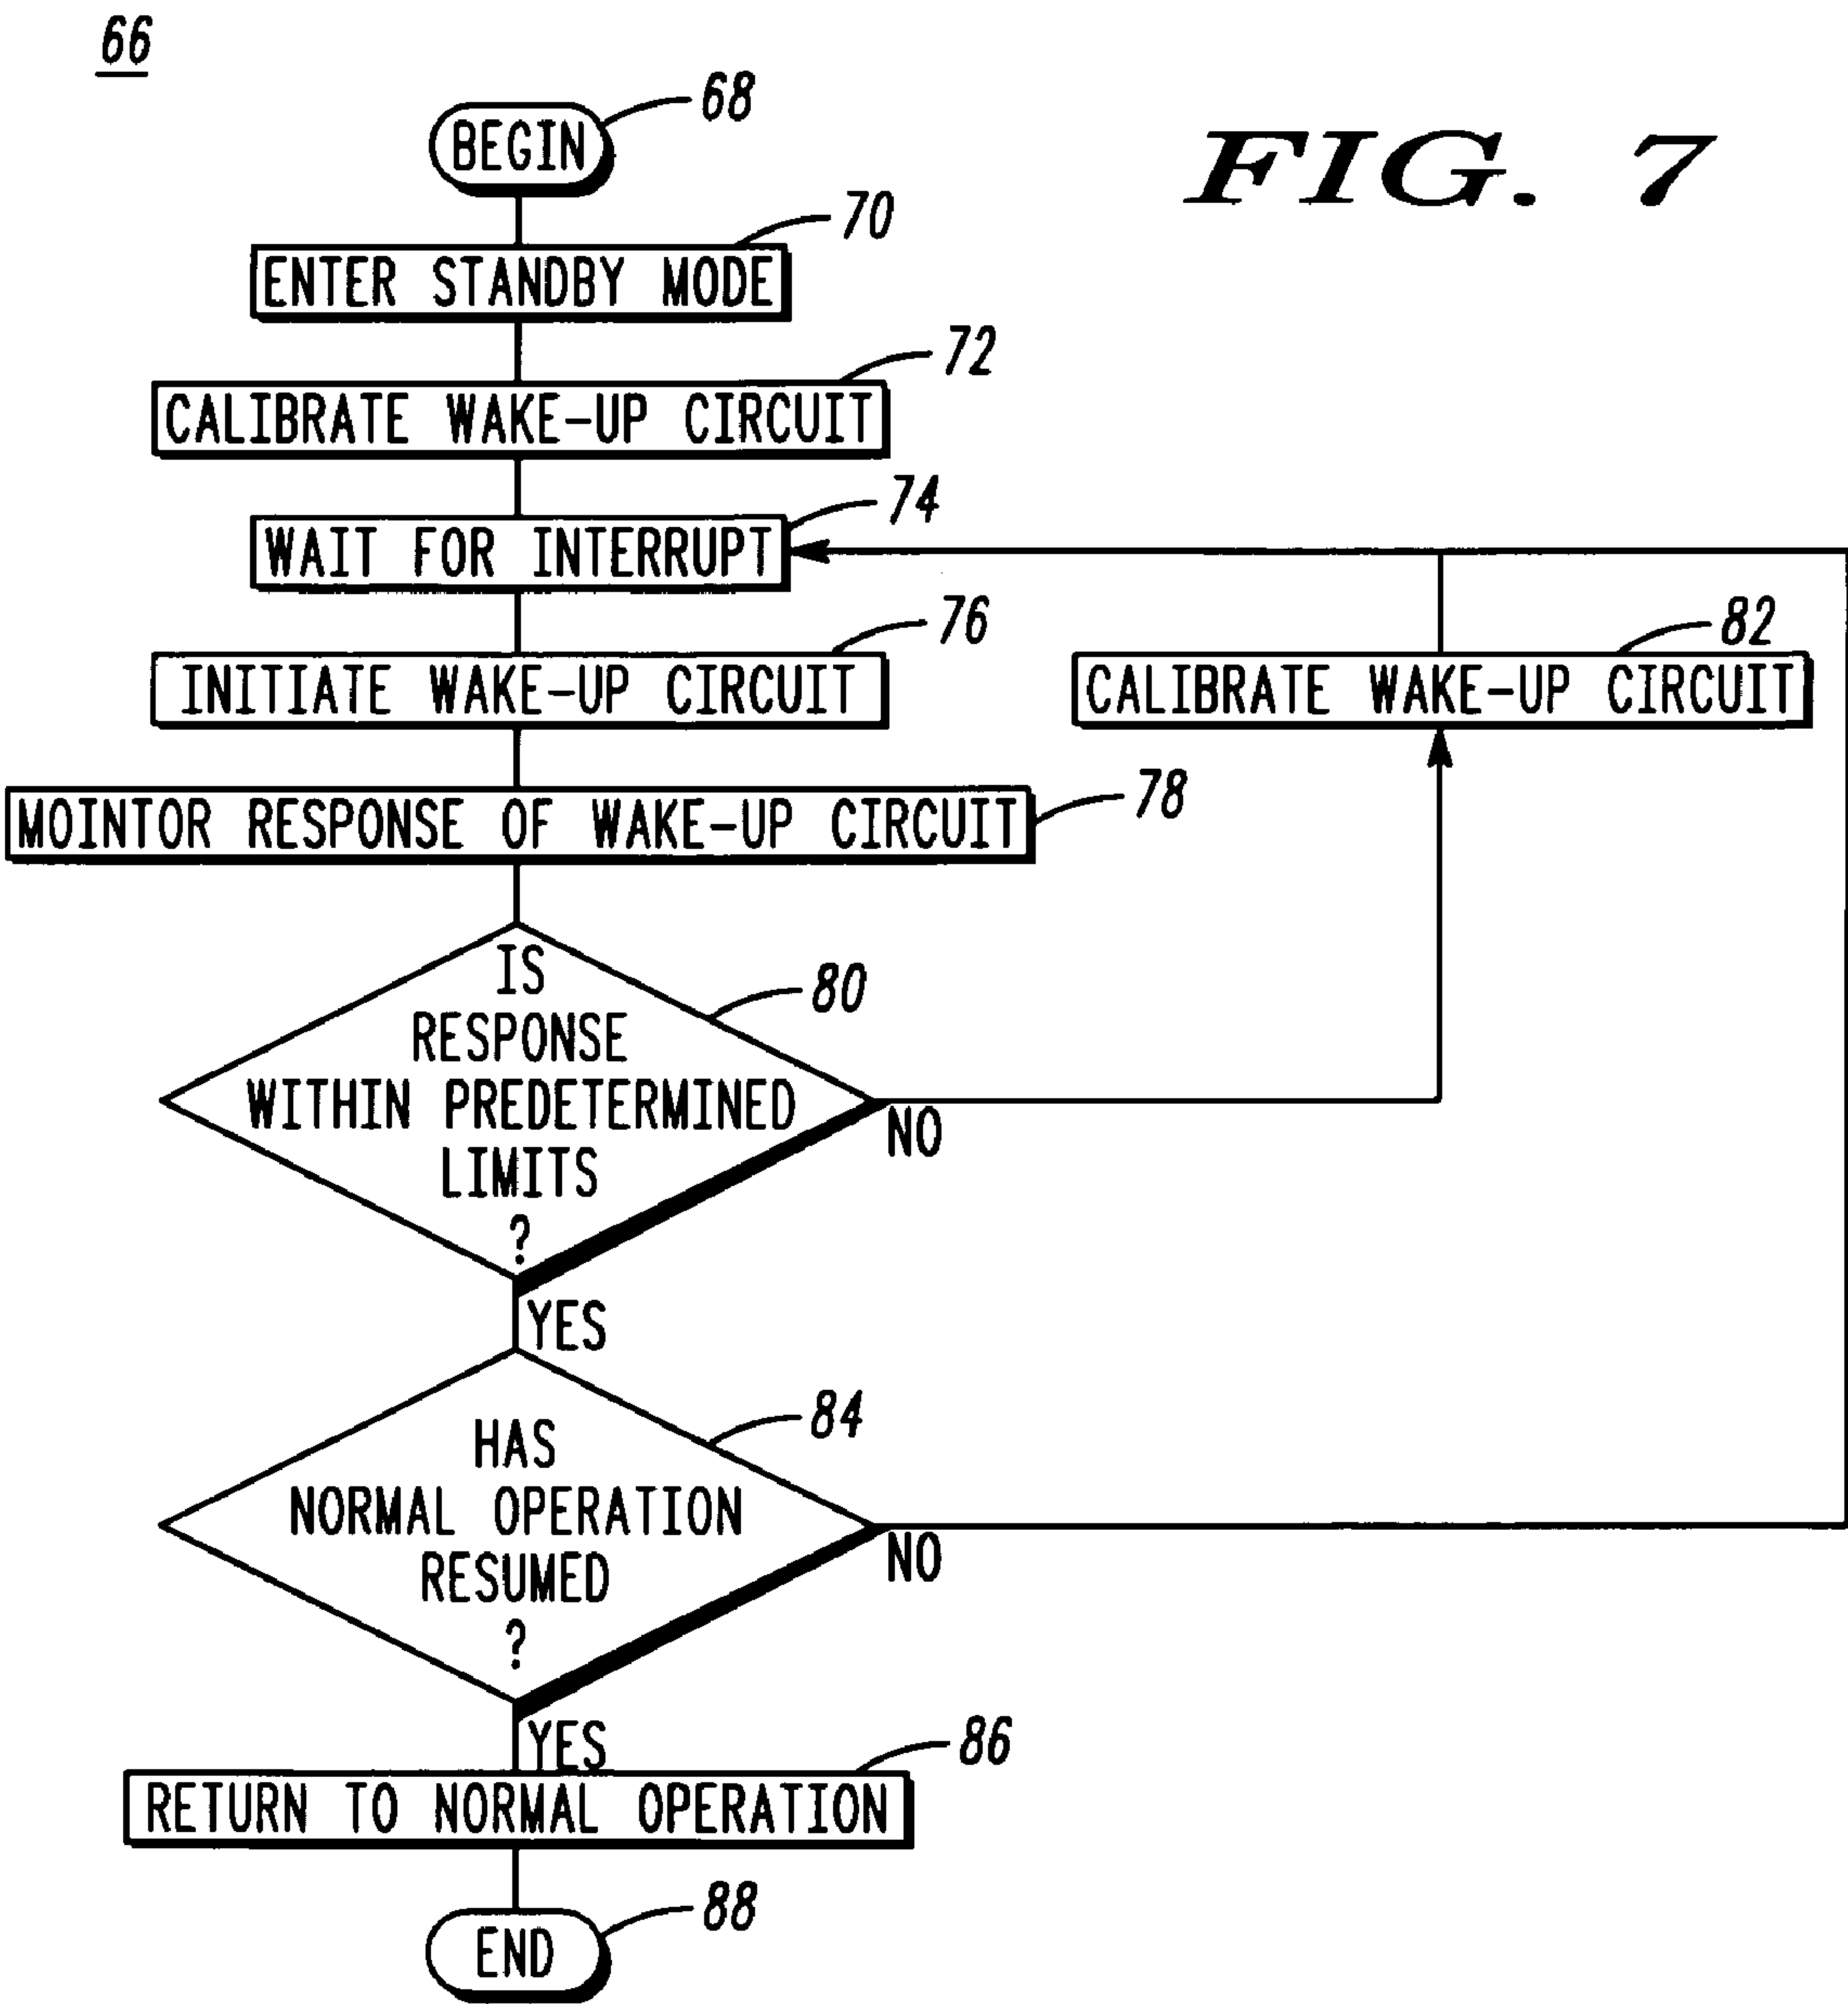 66
FIG. 7
BEGIN
68
ENTER STANDBY MODE
70
CALIBRATE WAKE-UP CIRCUIT
72
WAIT FOR INTERRUPT
74
INITIATE WAKE-UP CIRCUIT
76
CALIBRATE WAKE-UP CIRCUIT
82
MOINTOR RESPONSE OF WAKE-UP CIRCUIT
78
IS
RESPONSE
WITHIN PREDETERMINED
LIMITS
?
80
NO
YES
HAS
NORMAL OPERATION
RESUMED
?
84
NO
YES
RETURN TO NORMAL OPERATION
86
END
88